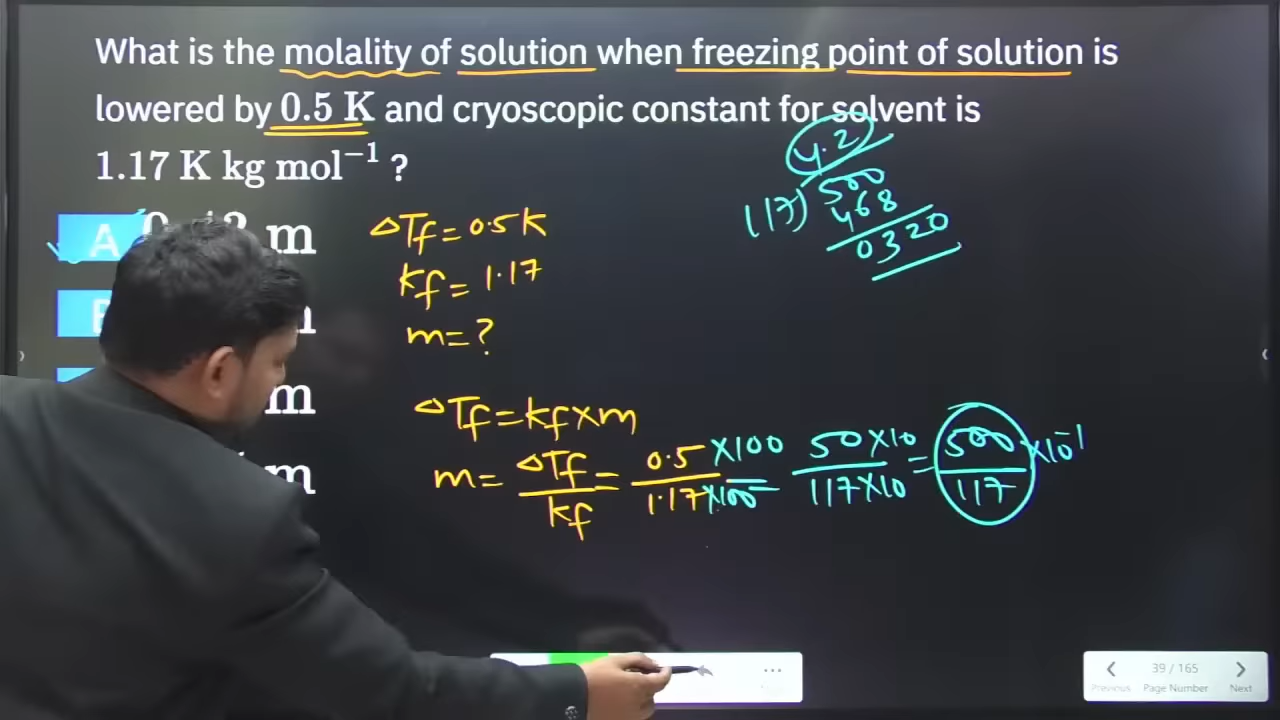 What is the molality of solution when freezing point of solution is
lowered by 0.5 K and cryoscopic constant for solvent is
1.17 K kg mol⁻¹ ?
A m
m
m
ΔTf = 0.5 K
kf = 1.17
m = ?
ΔTf = kf × m
m = ΔTf/kf = 0.5 ×100/1.17 ×100 = 50×10/117×10 = 500/117 ×10⁻¹
4.2
117) 500
468
0320
39 / 165
Previous Page Number Next